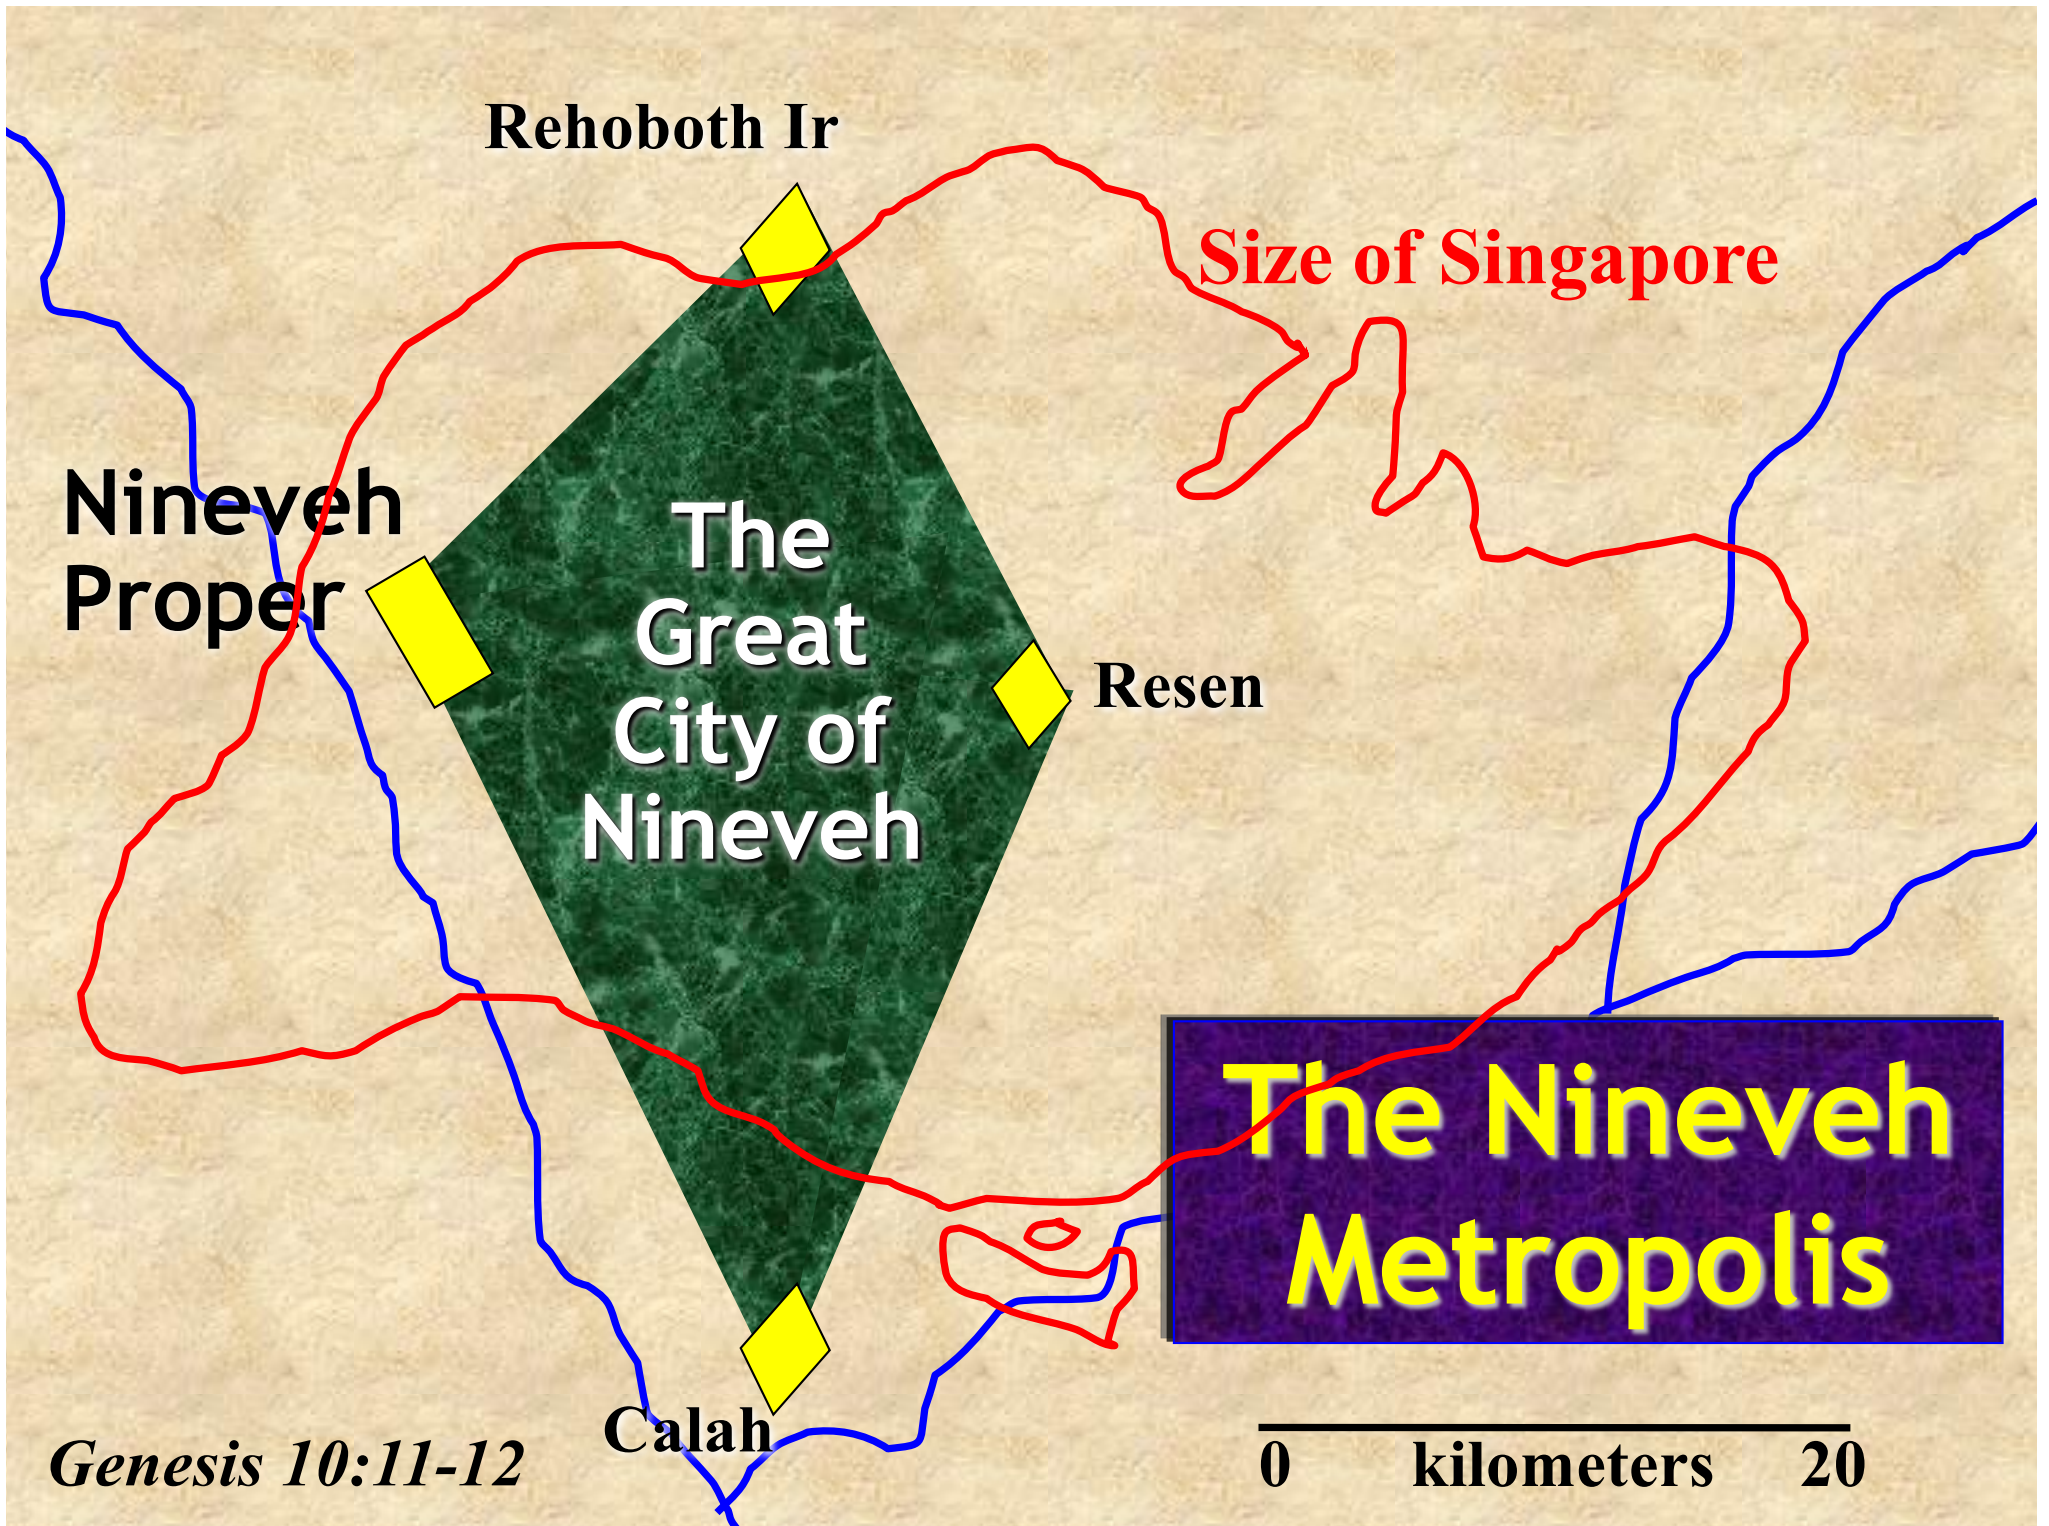 Rehoboth Ir
Size of Singapore
Nineveh
Proper
The
Great
City of
Nineveh
Resen
The Nineveh
Metropolis
Calah
Genesis 10:11-12
0 kilometers 20